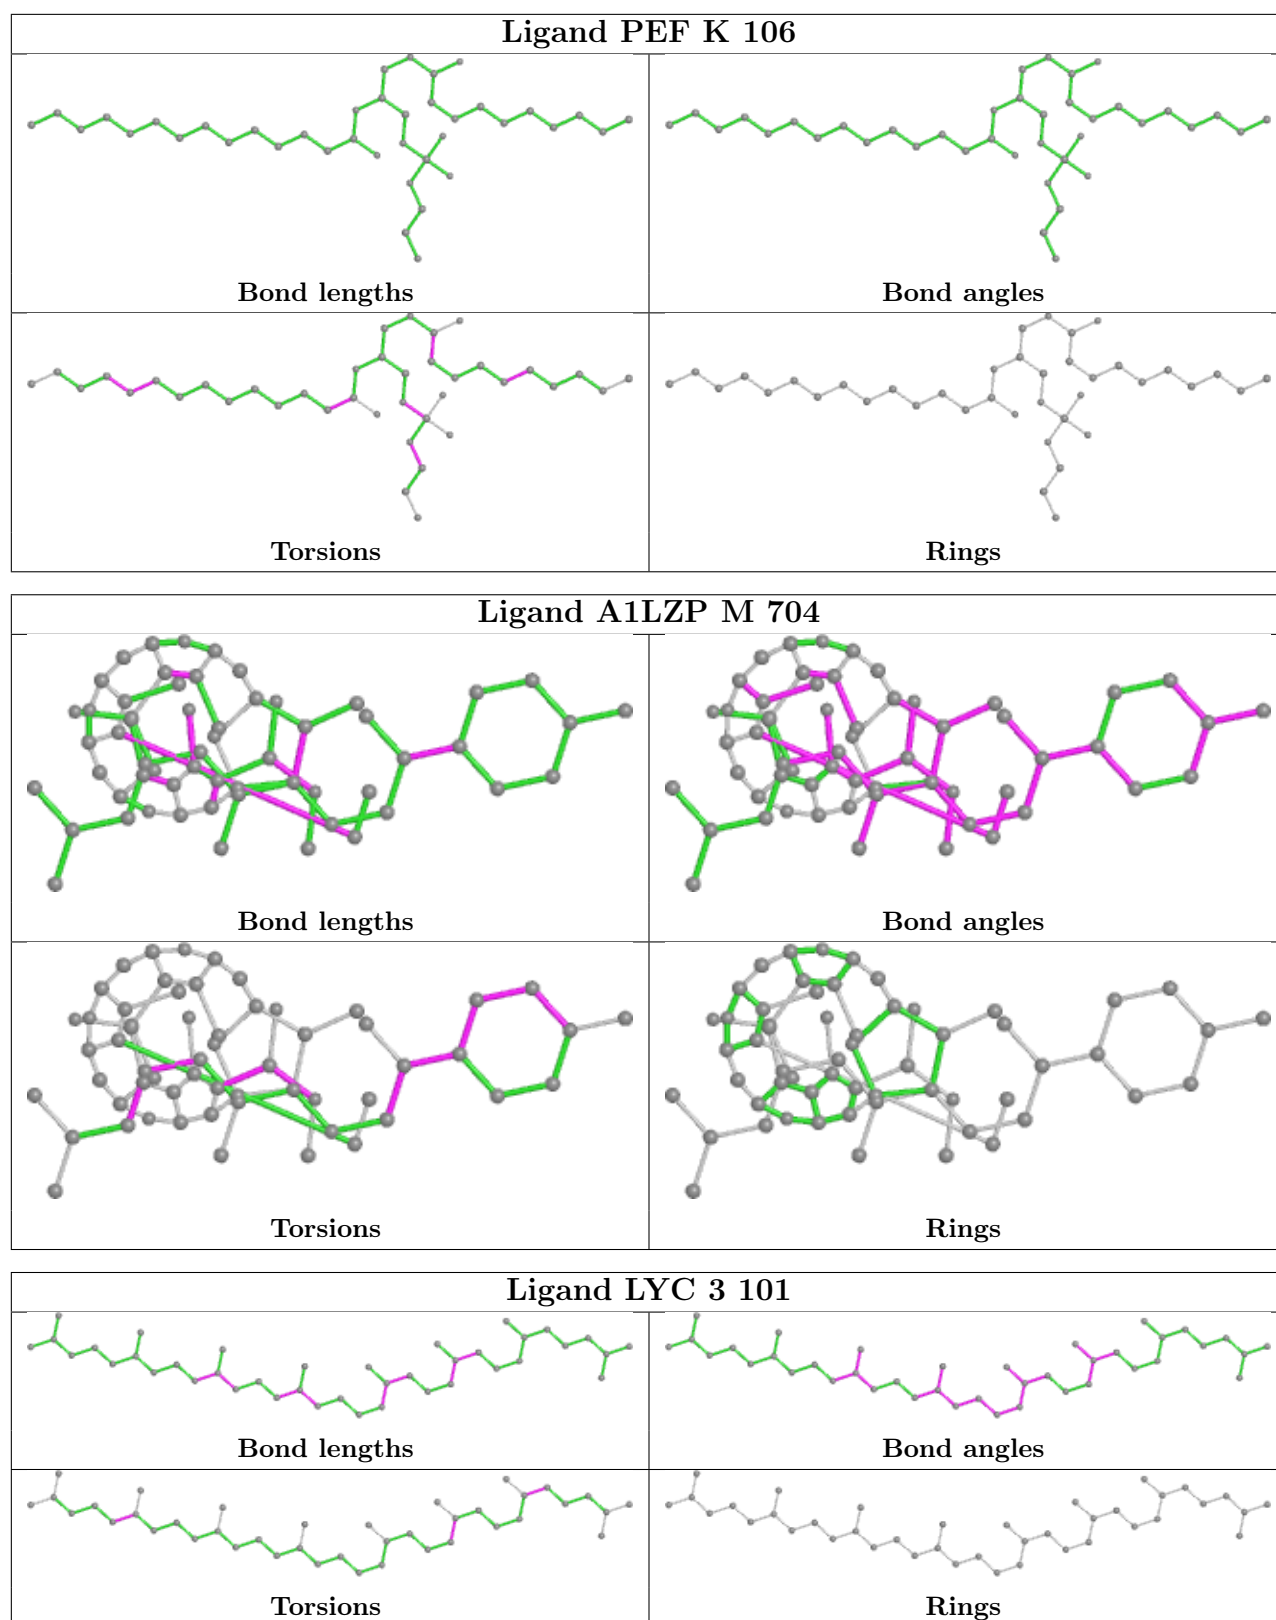 Ligand PEF K 106
Bond lengths
Bond angles
Torsions
Rings
Ligand A1LZP M 704
Bond lengths
Bond angles
Torsions
Rings
Ligand LYC 3 101
Bond lengths
Bond angles
Torsions
Rings